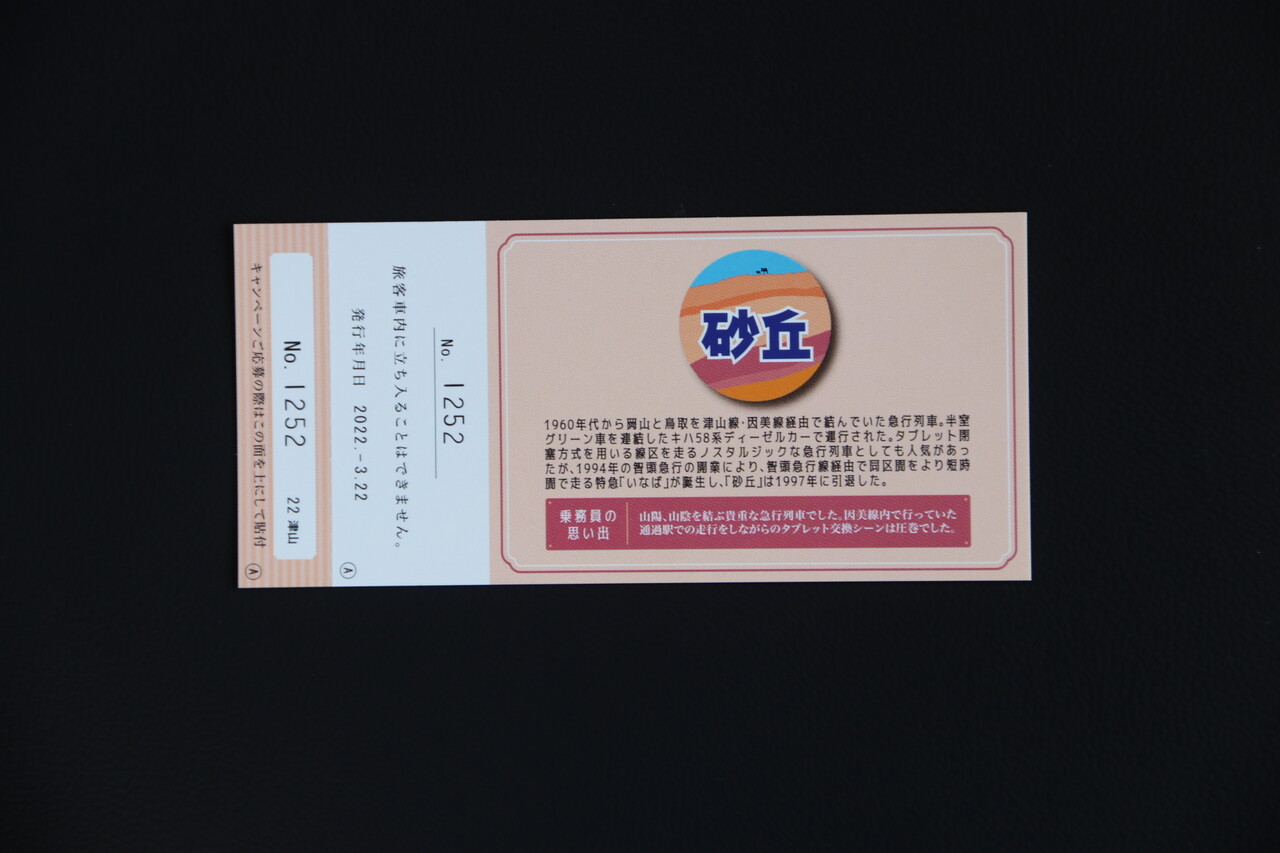 砂丘
1960年代から岡山と鳥取を津山線・因美線経由で結んでいた急行列車。半室
グリーン車を連結したキハ58系ディーゼルカーで運行された。タブレット閉
塞方式を用いる線区を走るノスタルジックな急行列車としても人気があっ
たが、1994年の智頭急行の開業により、智頭急行線経由で同区間をより短時
間で走る特急「いなば」が誕生し、「砂丘」は1997年に引退した。
乗務員の
思い出
山陽、山陰を結ぶ貴重な急行列車でした。因美線内で行っていた
通過駅での走行をしながらのタブレット交換シーンは圧巻でした。
No. 1252
旅客車内に立ち入ることはできません。
発行年月日 2022.-3.22
Ⓐ
No. 1252 22 津山
キャンペーンご応募の際はこの面を上にして貼付
Ⓐ